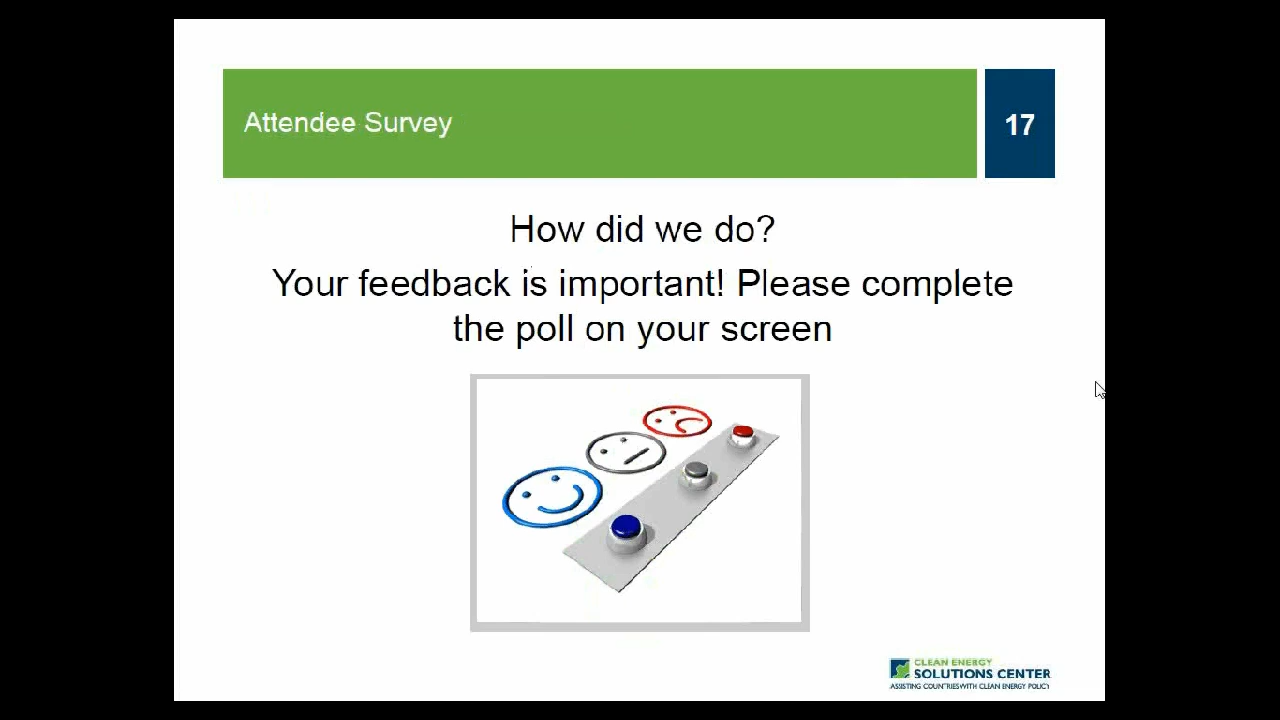 Attendee Survey
17
How did we do?
Your feedback is important! Please complete
the poll on your screen
CLEAN ENERGY
SOLUTIONS CENTER
ASSISTING COUNTRIES WITH CLEAN ENERGY POLICY